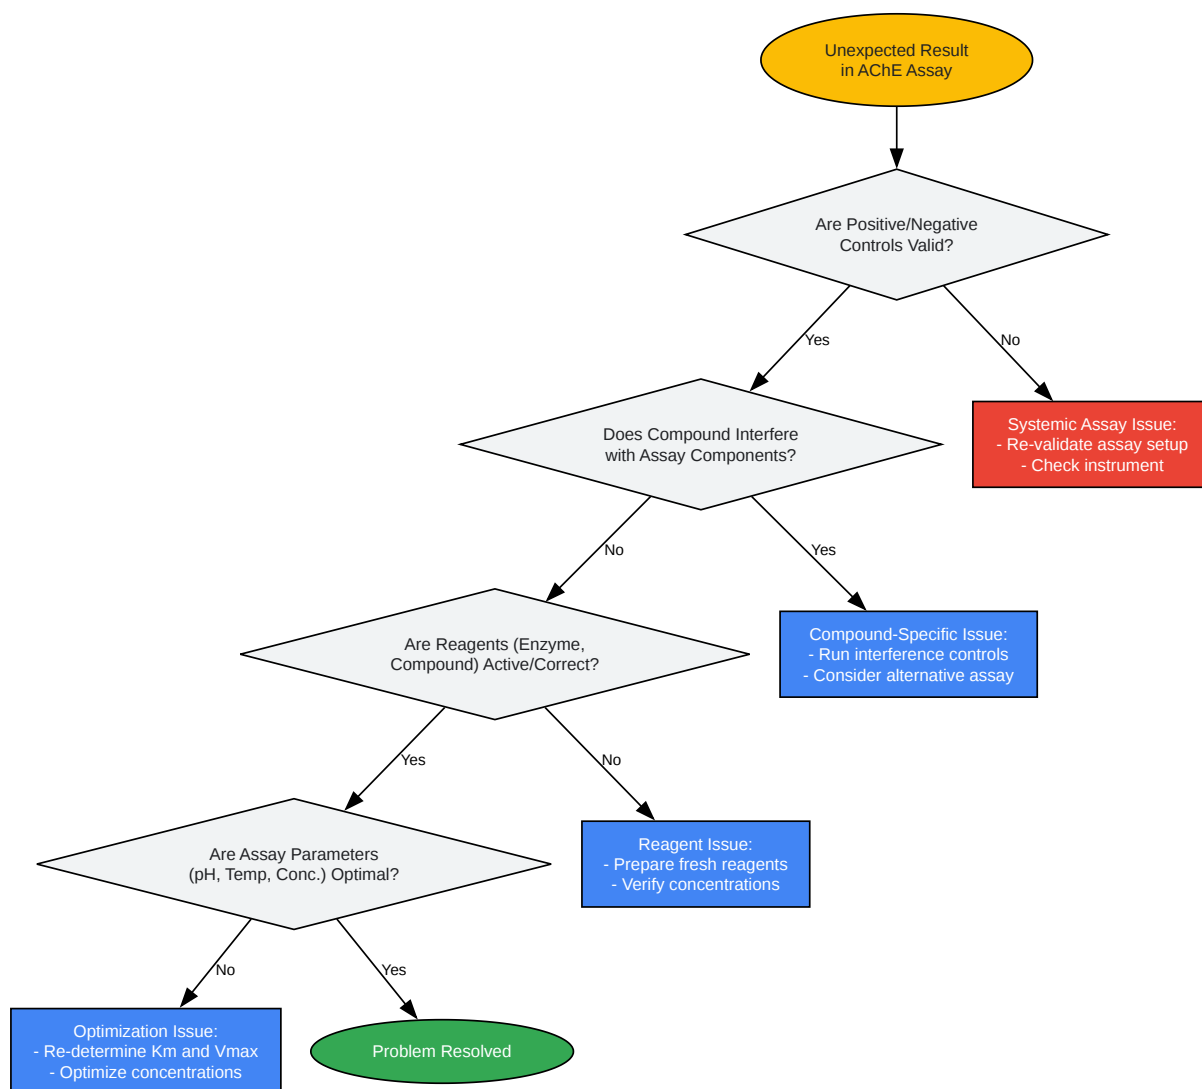 Unexpected Result
in AChE Assay
Are Positive/Negative
Controls Valid?
Yes
No
Does Compound Interfere
with Assay Components?
Systemic Assay Issue:
- Re-validate assay setup
- Check instrument
No
Yes
Are Reagents (Enzyme,
Compound) Active/Correct?
Compound-Specific Issue:
- Run interference controls
- Consider alternative assay
Yes
No
Are Assay Parameters
(pH, Temp, Conc.) Optimal?
Reagent Issue:
- Prepare fresh reagents
- Verify concentrations
No
Yes
Optimization Issue:
- Re-determine Km and Vmax
- Optimize concentrations
Problem Resolved